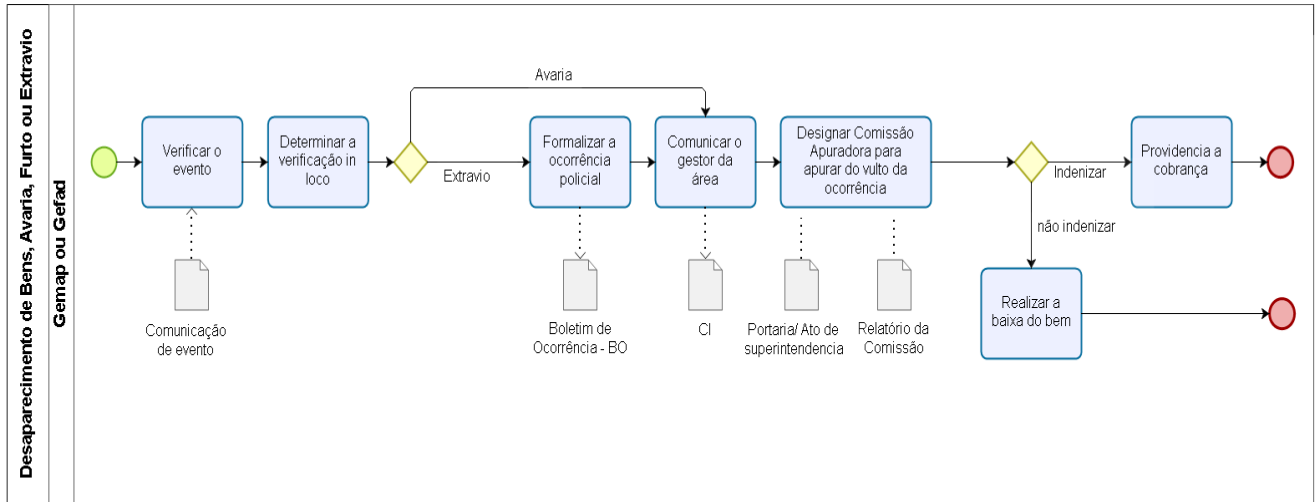 Desaparecimento de Bens, Avaria, Furto ou Extravio
Gemap ou Gefad
Verificar o
evento
Comunicação
de evento
Determinar a
verificação in
loco
Avaria
Extravio
Formalizar a
ocorrência
policial
Boletim de
Ocorrência - BO
Comunicar o
gestor da
área
CI
Designar Comissão
Apuradora para
apurar do vulto da
ocorrência
Portaria/ Ato de
superintendencia
Relatório da
Comissão
Indenizar
não indenizar
Providencia a
cobrança
Realizar a
baixa do bem